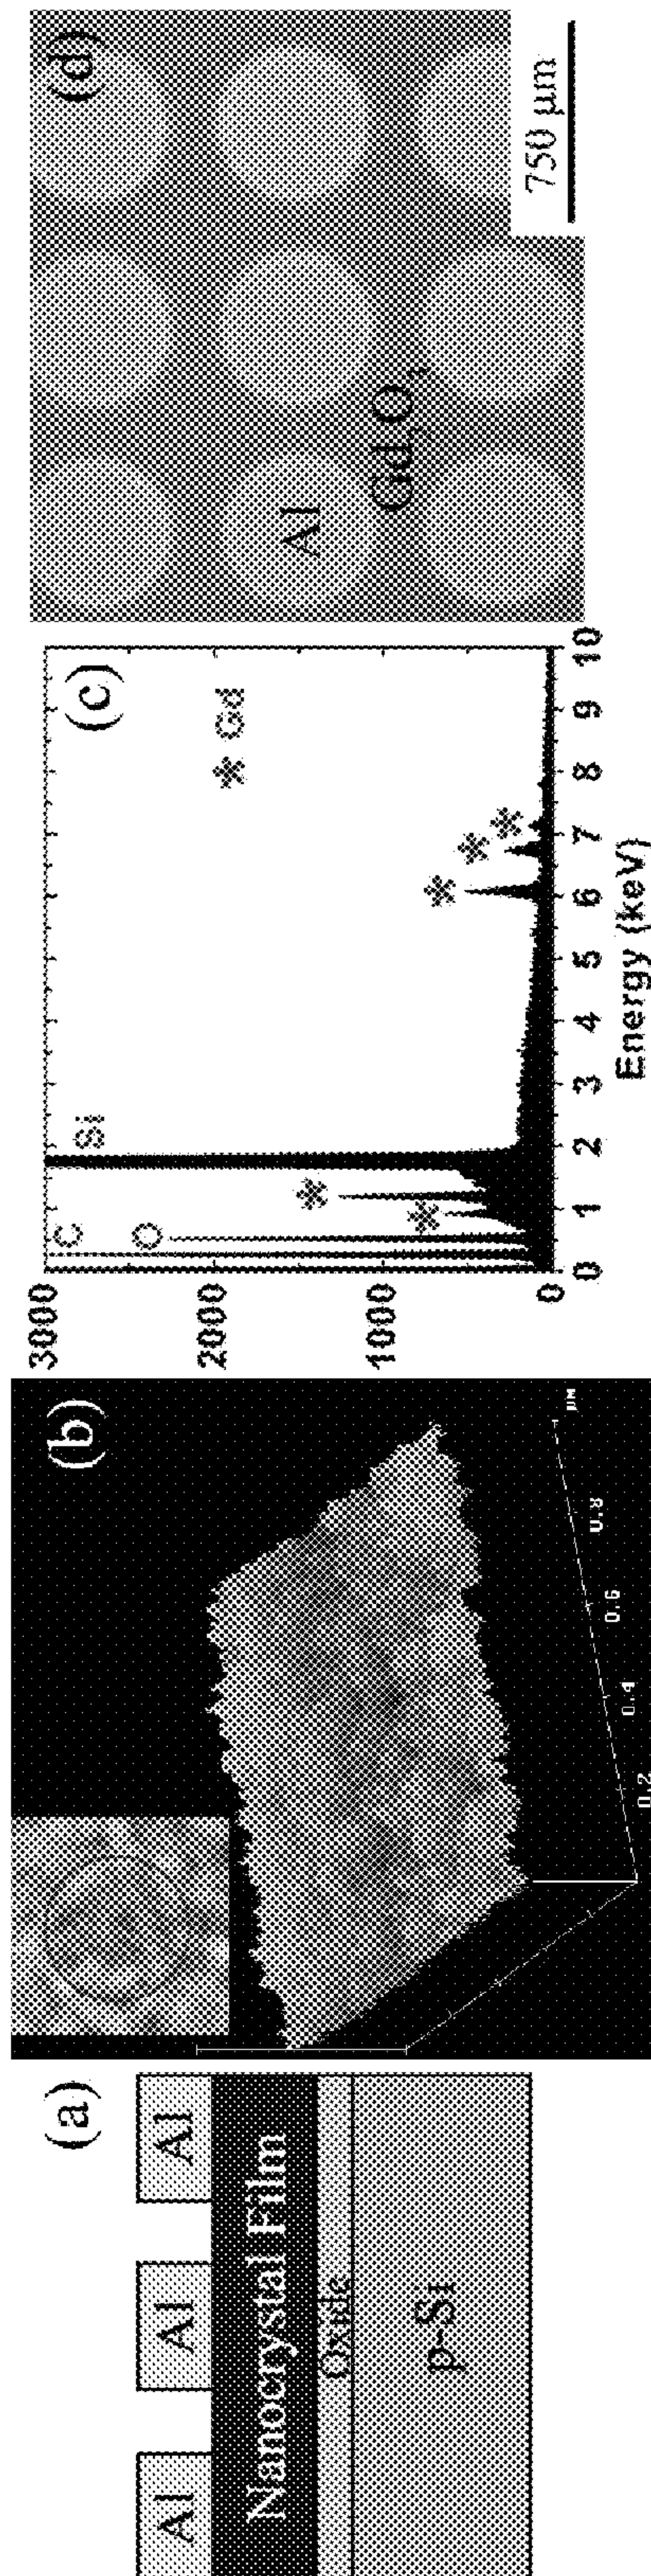 (a)
Al Al Al
Nanocrystal Film
Oxide
p-Si
(b)
0.2 0.4 0.6 0.8 µM
(c)
3000
2000
1000
0
C
O
Si
* Gd
*
*
*
*
*
0 1 2 3 4 5 6 7 8 9 10
Energy (keV)
(d)
Al
Gd₂O₃
750 µm